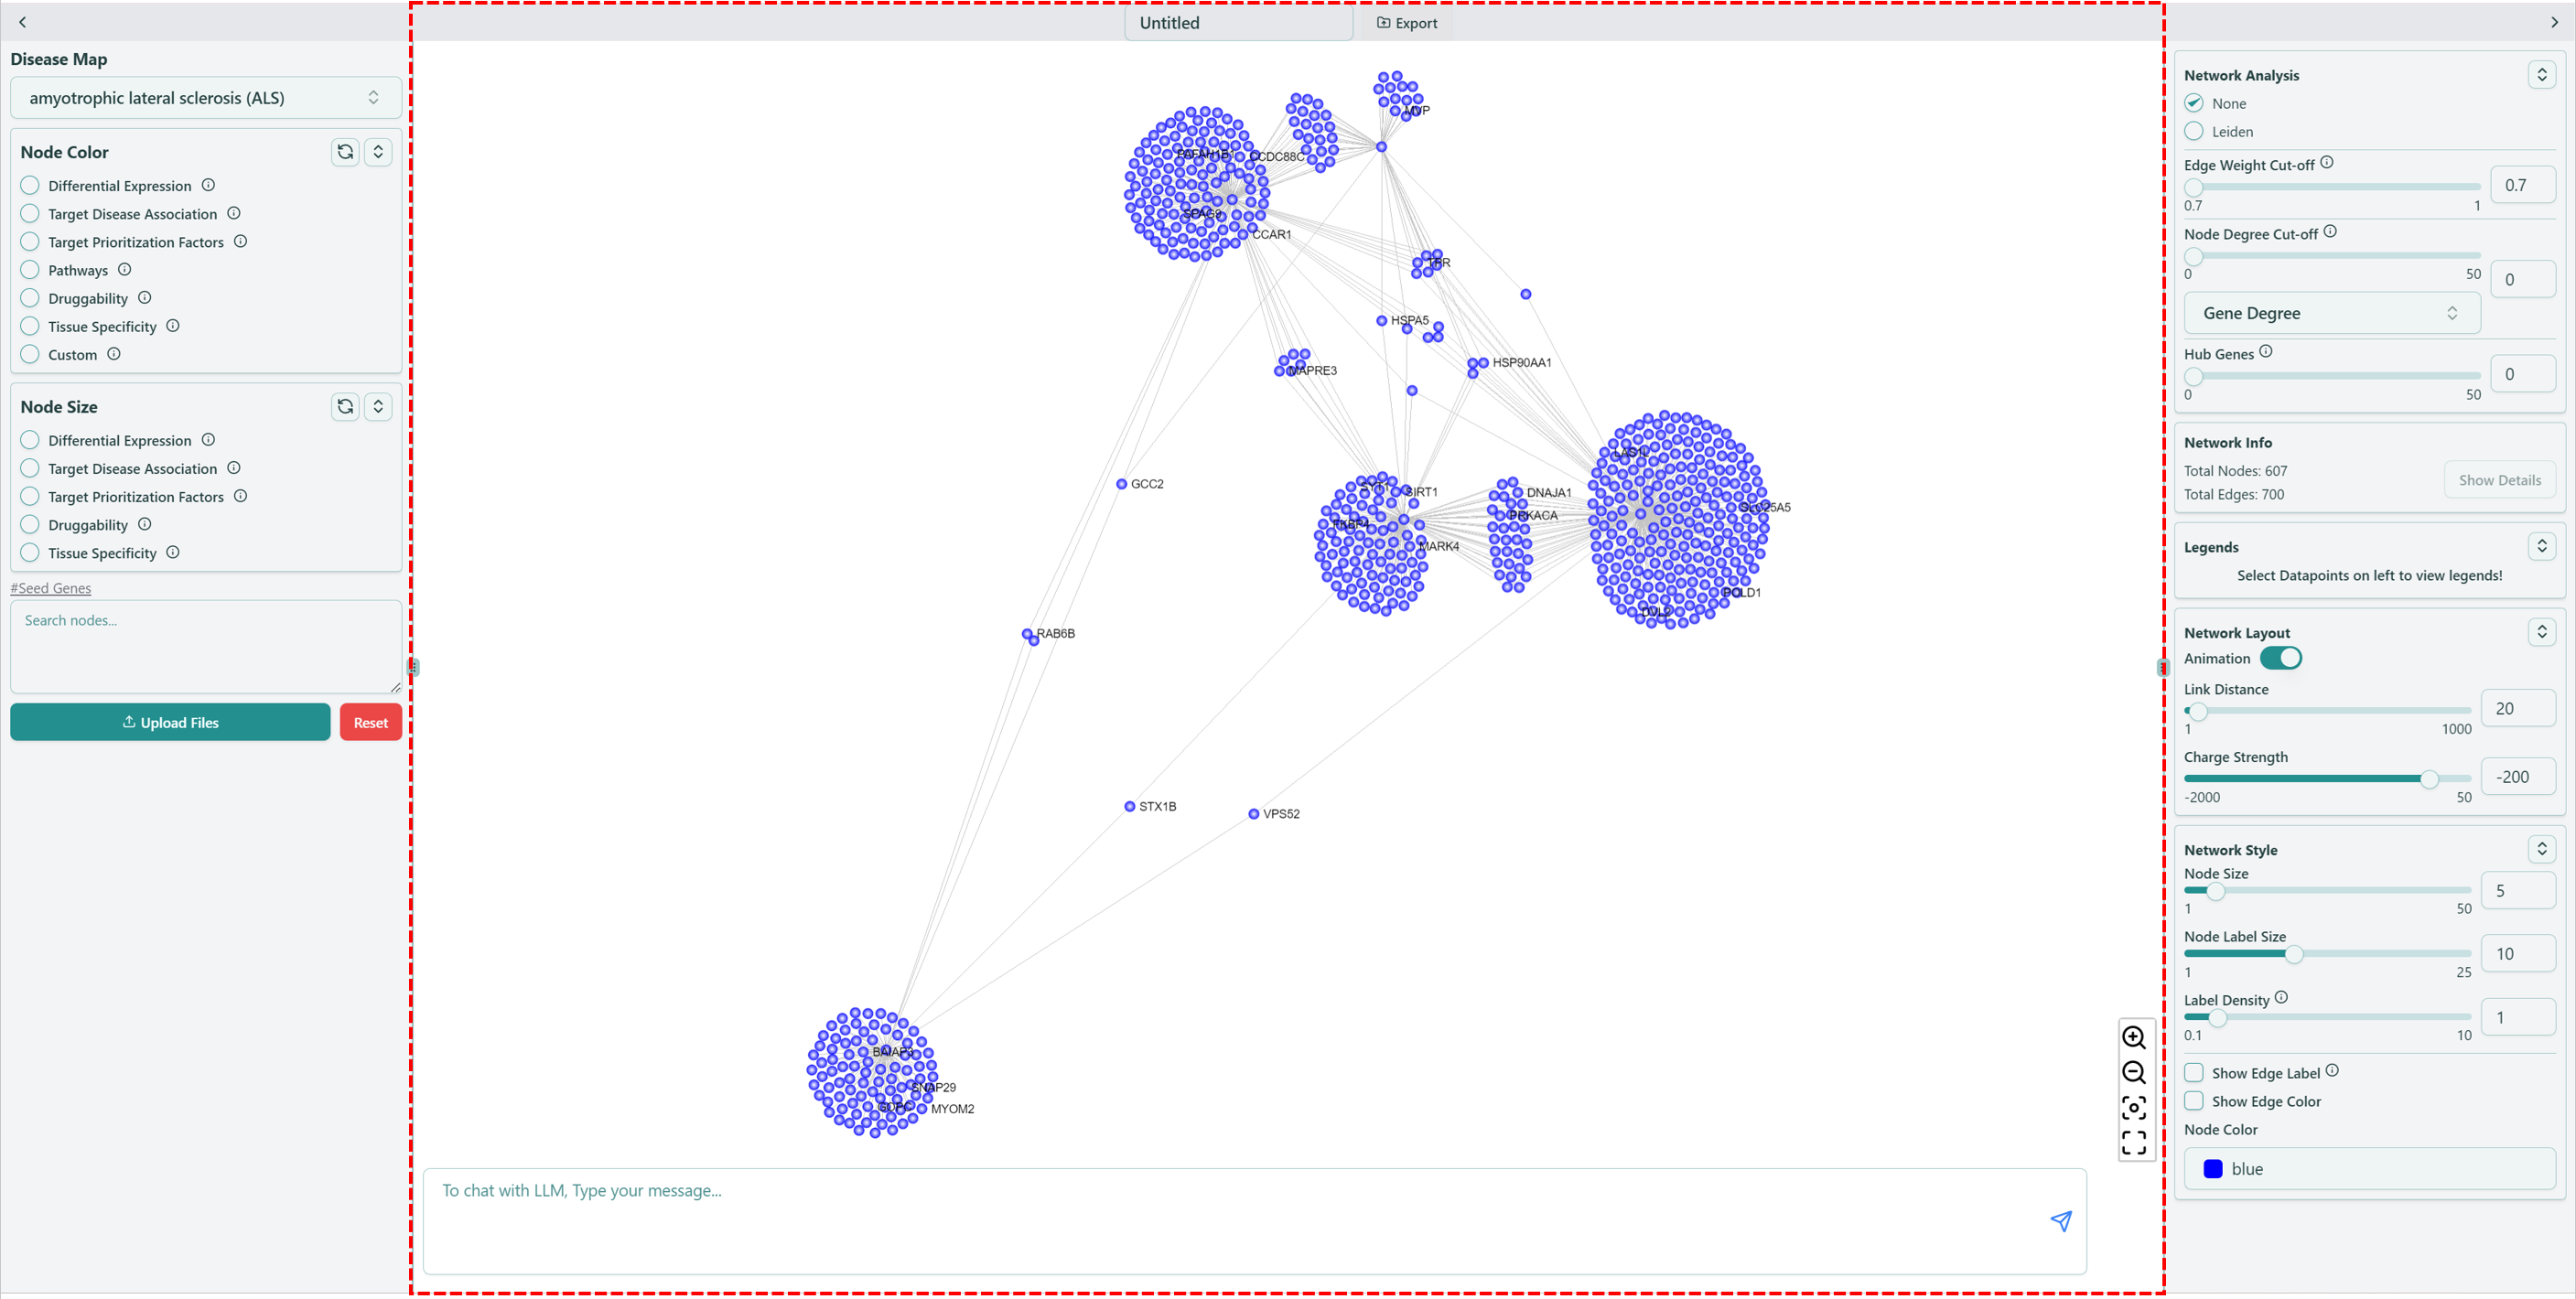 Untitled
Export
Disease Map
amyotrophic lateral sclerosis (ALS)
Node Color
Differential Expression
Target Disease Association
Target Prioritization Factors
Pathways
Druggability
Tissue Specificity
Custom
Node Size
Differential Expression
Target Disease Association
Target Prioritization Factors
Druggability
Tissue Specificity
#Seed Genes
Search nodes...
Upload Files
Reset
MVP
CCDC88C
SPAG9
CCAR1
HSPA5
MAPRE3
HSP90AA1
LAS1L
GCC2
SYT1
SIRT1
DNAJA1
FKBP4
PRKACA
SLC25A5
MARK4
POLD1
DVL2
RAB6B
STX1B
VPS52
BAIAP3
SNAP29
GOPC
MYOM2
To chat with LLM, Type your message...
Network Analysis
None
Leiden
Edge Weight Cut-off
0.7
0.7 1
Node Degree Cut-off
0 50
0
Gene Degree
Hub Genes
0
0 50
Network Info
Total Nodes: 607
Total Edges: 700
Show Details
Legends
Select Datapoints on left to view legends!
Network Layout
Animation
Link Distance
20
1 1000
Charge Strength
-200
-2000 50
Network Style
Node Size
5
1 50
Node Label Size
10
1 25
Label Density
1
0.1 10
Show Edge Label
Show Edge Color
Node Color
blue